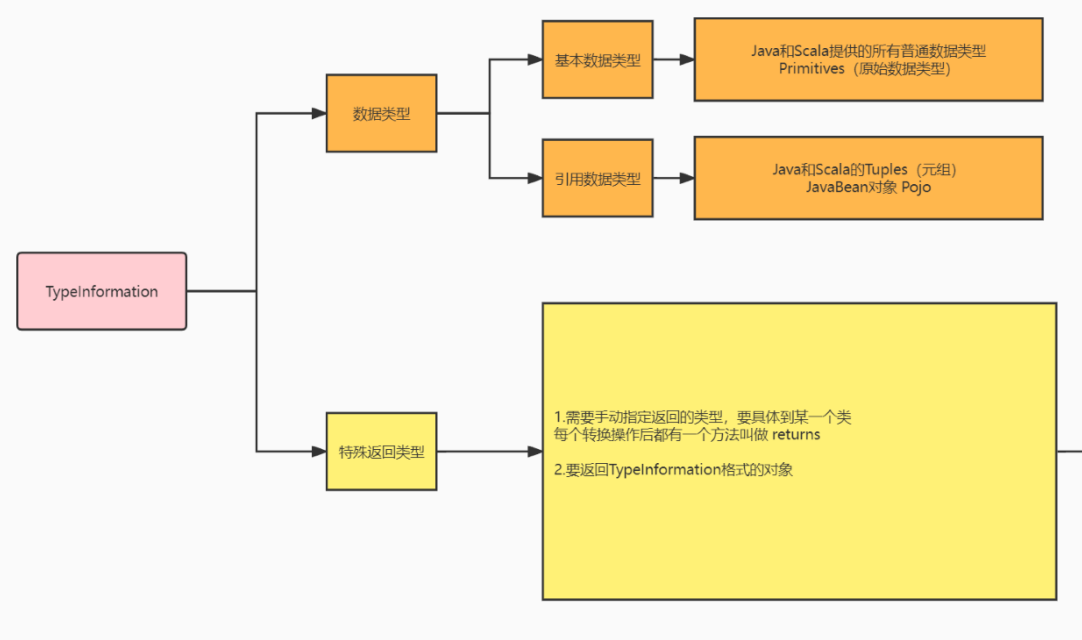 基本数据类型
Java和Scala提供的所有普通数据类型
Primitives（原始数据类型）
数据类型
引用数据类型
Java和Scala的Tuples（元组）
JavaBean对象 Pojo
TypeInformation
特殊返回类型
1.需要手动指定返回的类型，要具体到某一个类
每个转换操作后都有一个方法叫做 returns
2.要返回TypeInformation格式的对象